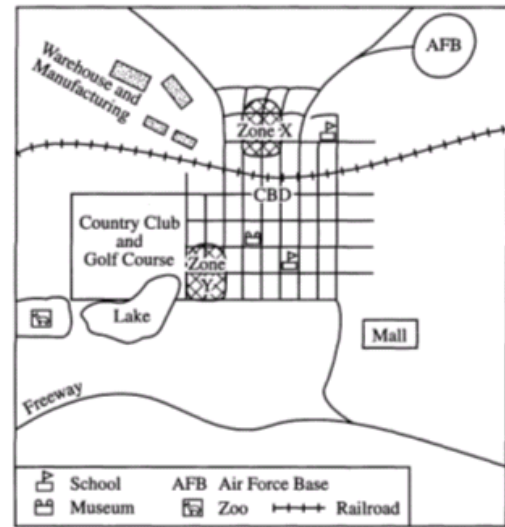 Warehouse and
Manufacturing
AFB
Zone X
CBD
Country Club
and
Golf Course
Zone
Y
Lake
Mall
Freeway
School
AFB Air Force Base
Museum
Zoo
Railroad